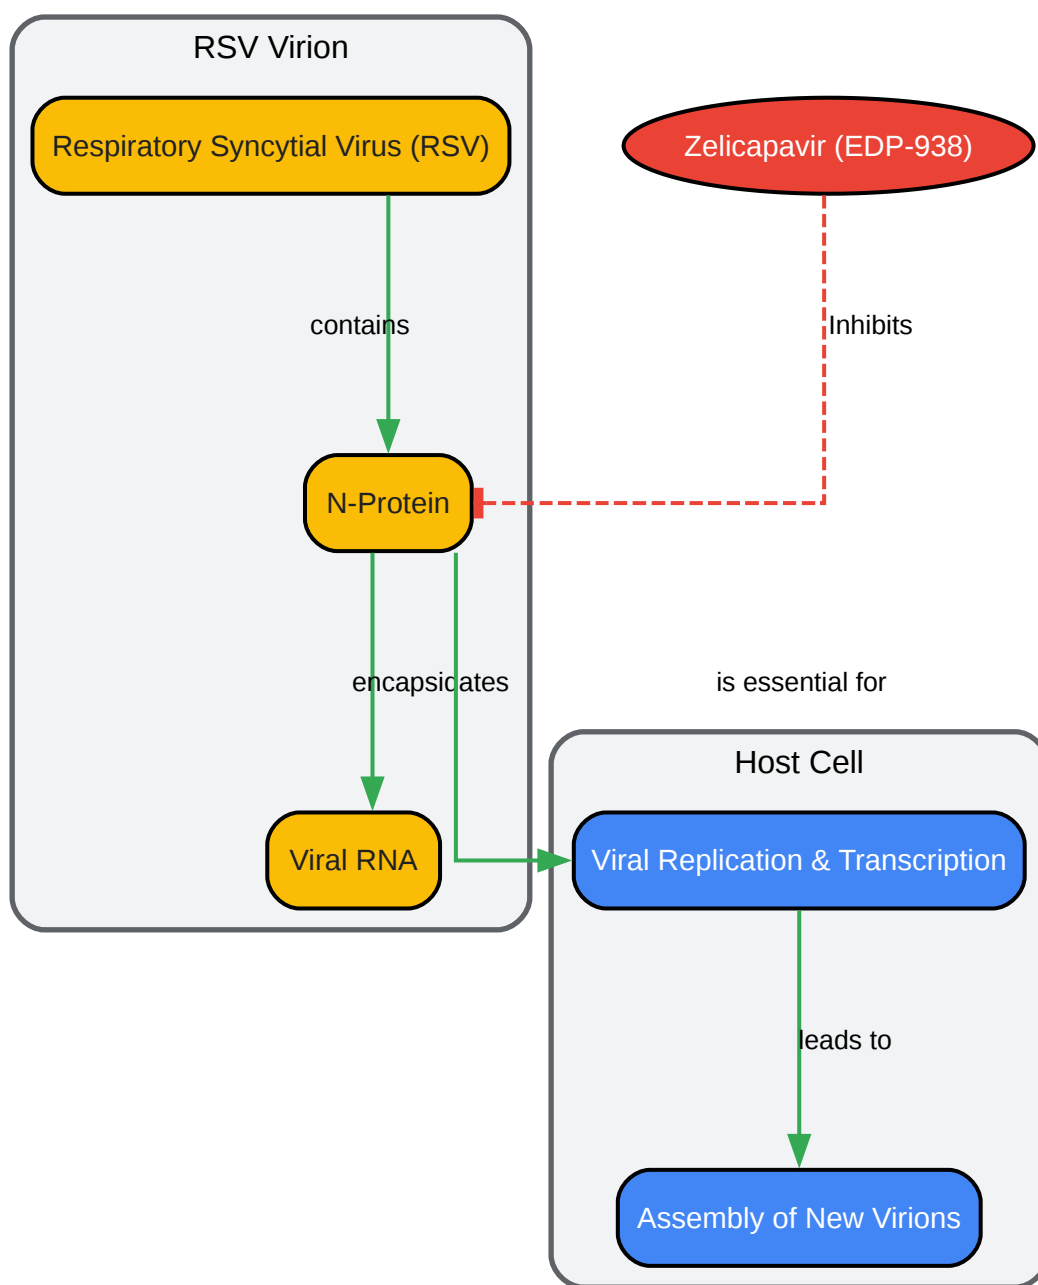 RSV Virion
Respiratory Syncytial Virus (RSV)
Zelicapavir (EDP-938)
contains
Inhibits
N-Protein
encapsidates
is essential for
Host Cell
Viral RNA
Viral Replication & Transcription
leads to
Assembly of New Virions